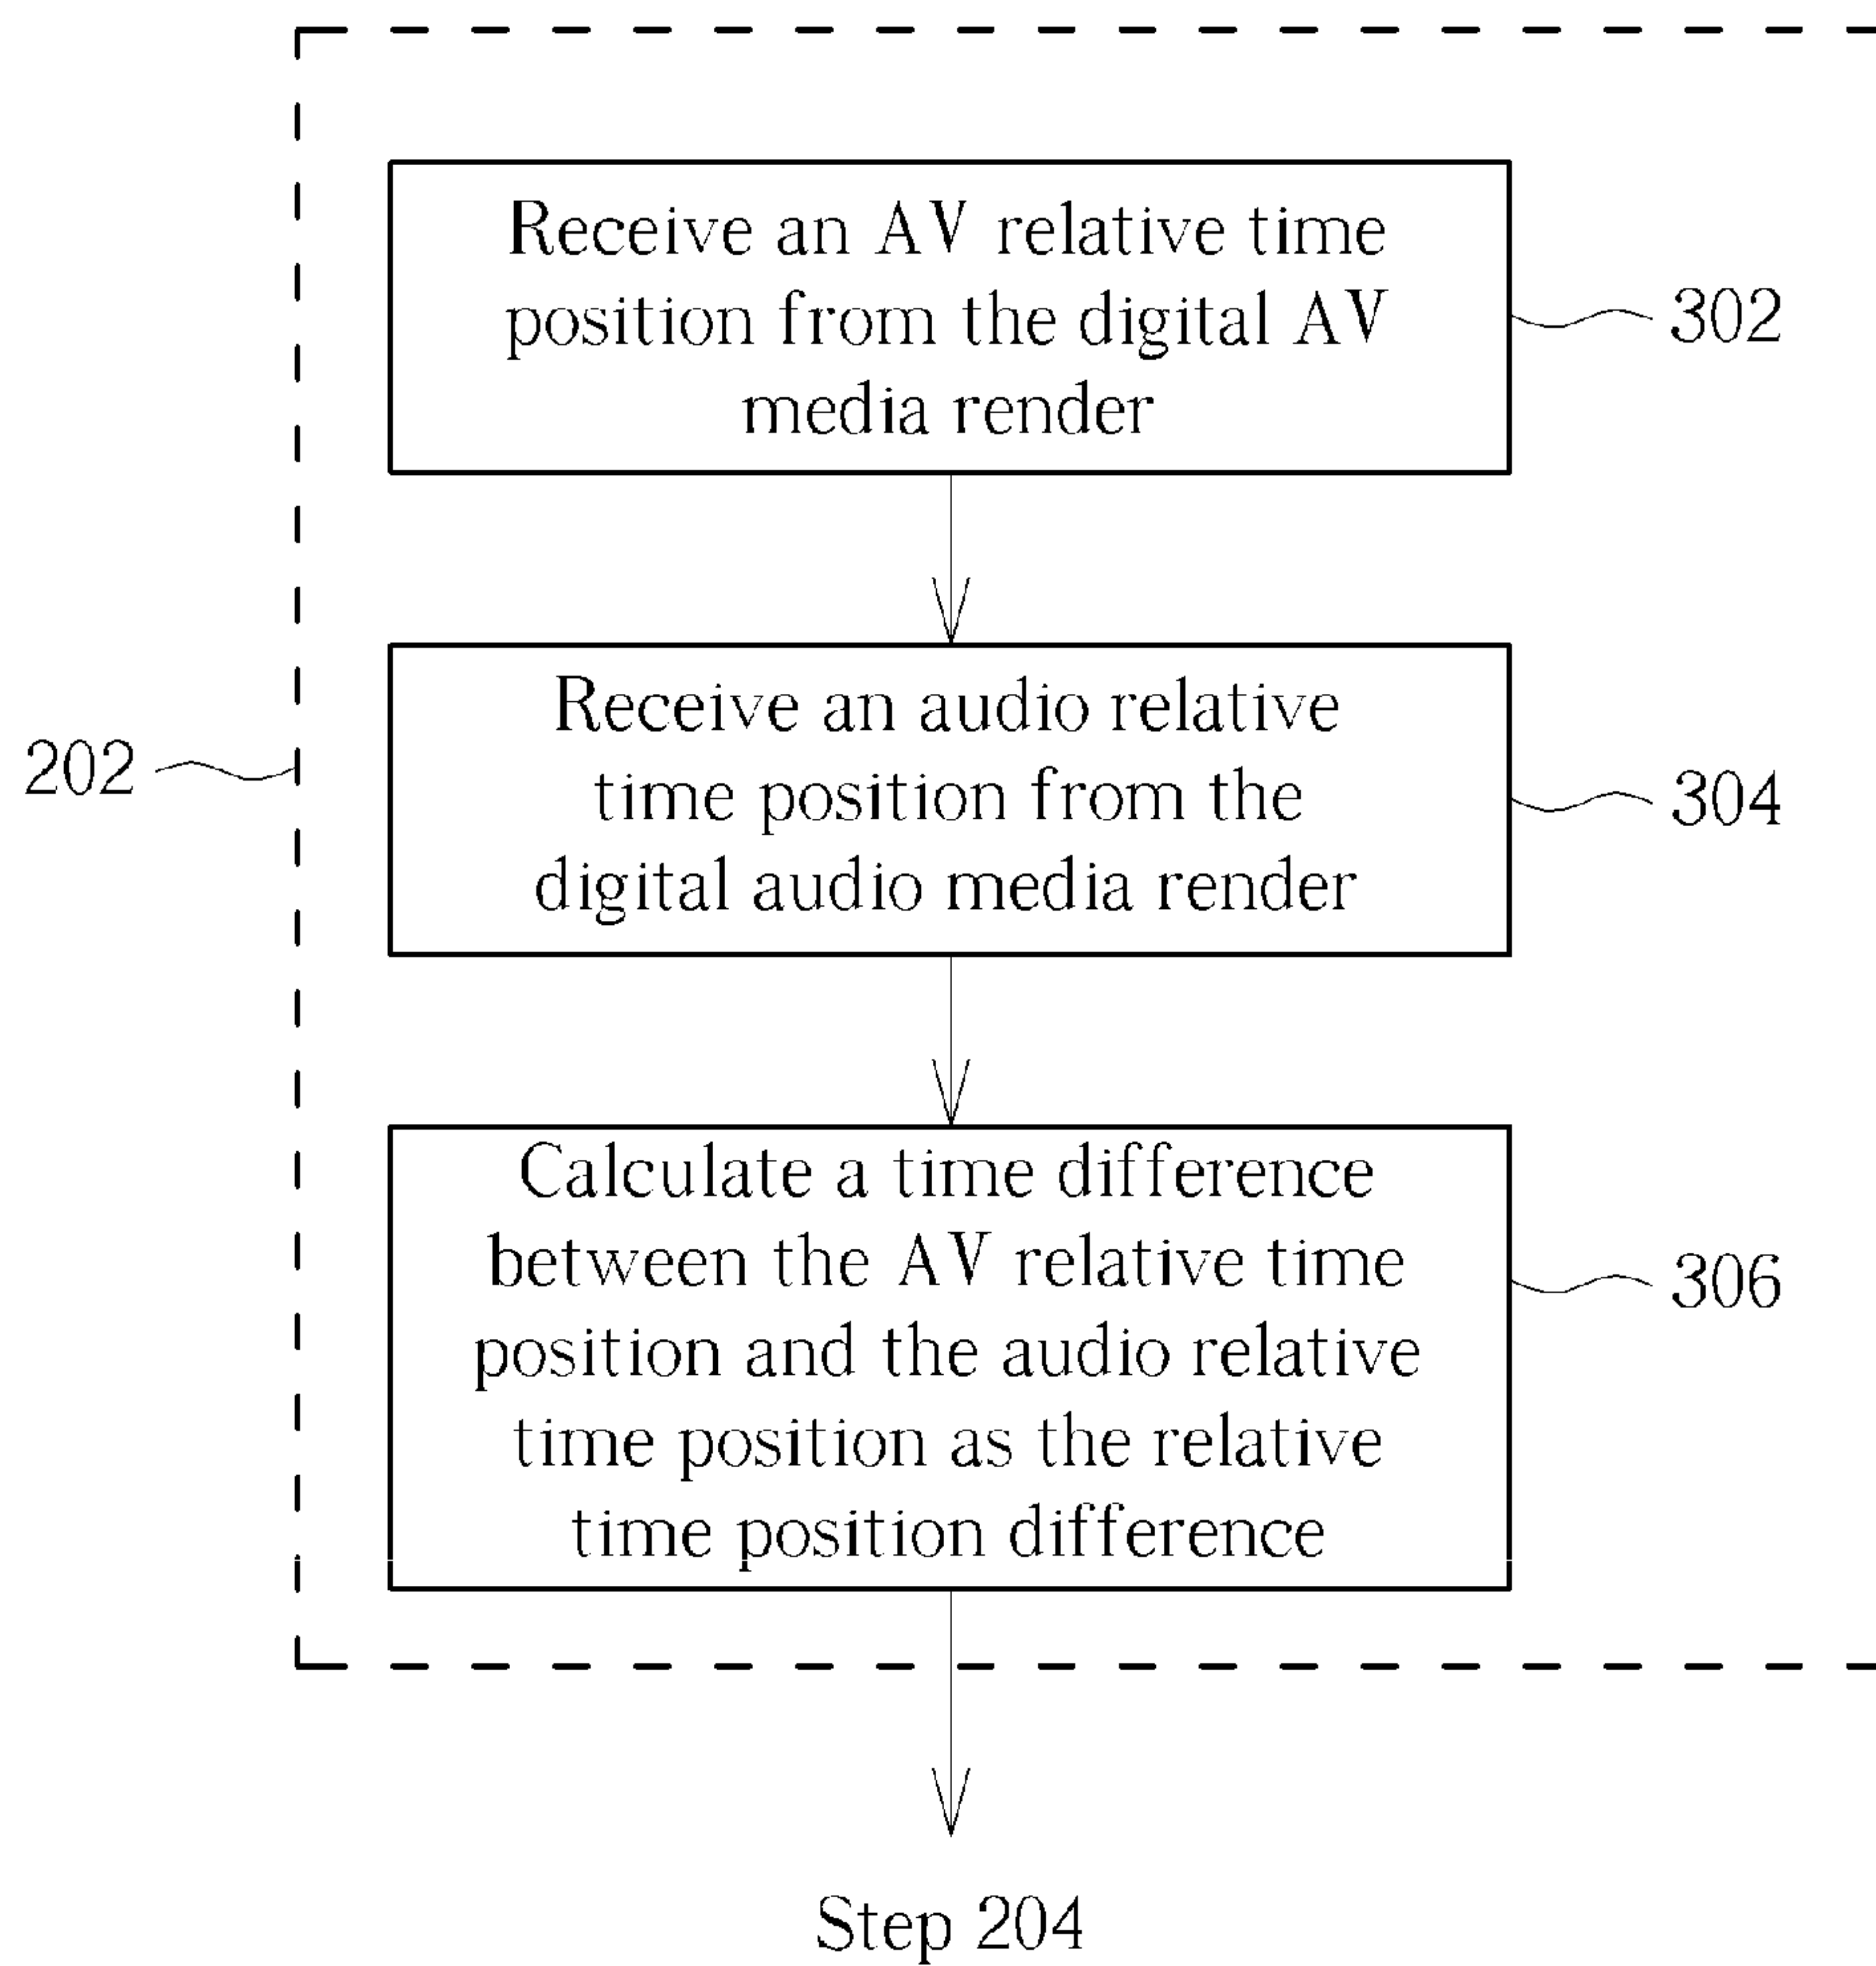 Receive an AV relative time
position from the digital AV
media render
302
Receive an audio relative
time position from the
digital audio media render
202
304
Calculate a time difference
between the AV relative time
position and the audio relative
time position as the relative
time position difference
306
Step 204